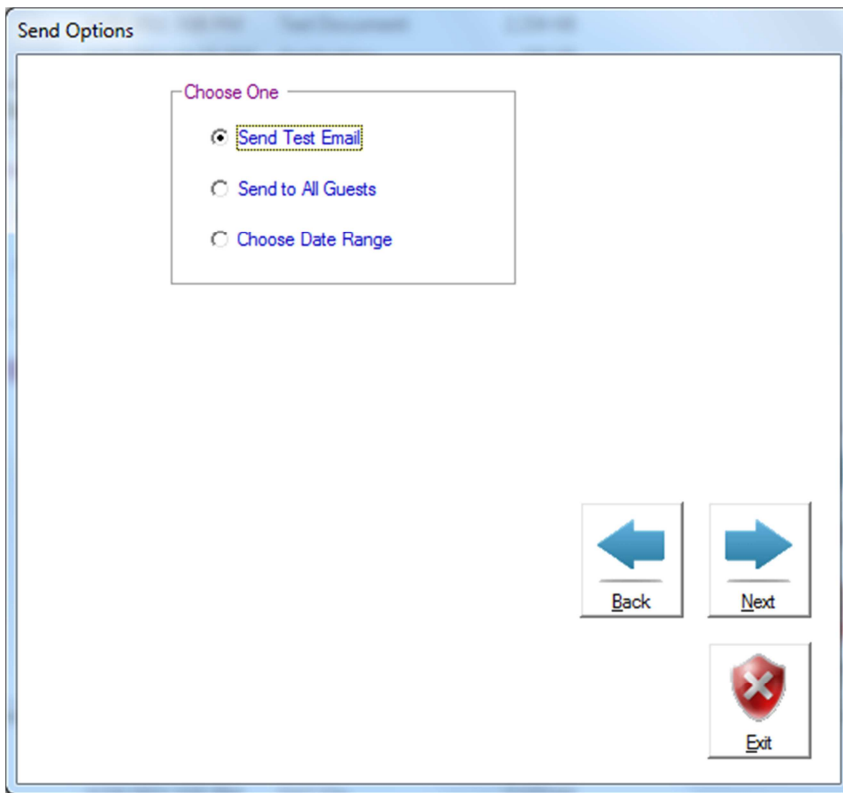 Send Options
Choose One
Send Test Email
Send to All Guests
Choose Date Range
Back
Next
Exit